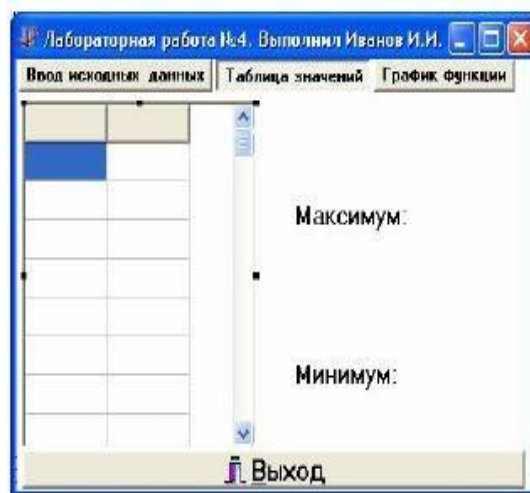 Лабораторная работа №4. Выполнил Иванов И.И.
Ввод исходных данных Таблица значений График функции
Максимум:
Минимум:
Выход